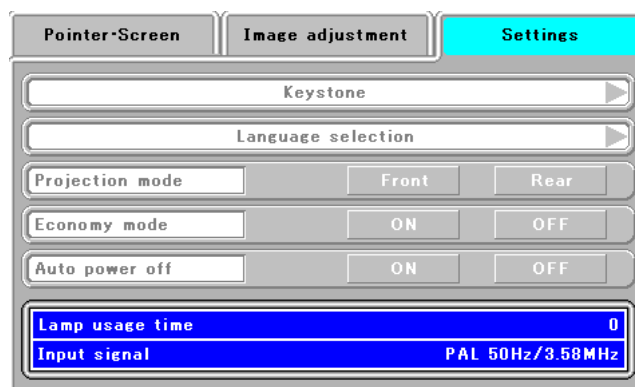 Pointer·Screen Image adjustment Settings
Keystone
Language selection
Projection mode Front Rear
Economy mode ON OFF
Auto power off ON OFF
Lamp usage time 0
Input signal PAL 50Hz/3.58MHz